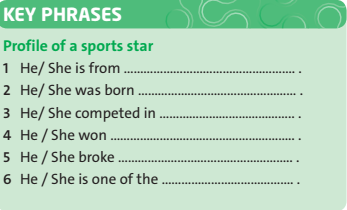 KEY PHRASES
Profile of a sports star
1 He/ She is from ..................................................... .
2 He/ She was born ................................................ .
3 He/ She competed in .......................................... .
4 He / She won ........................................................ .
5 He / She broke ..................................................... .
6 He / She is one of the ......................................... .